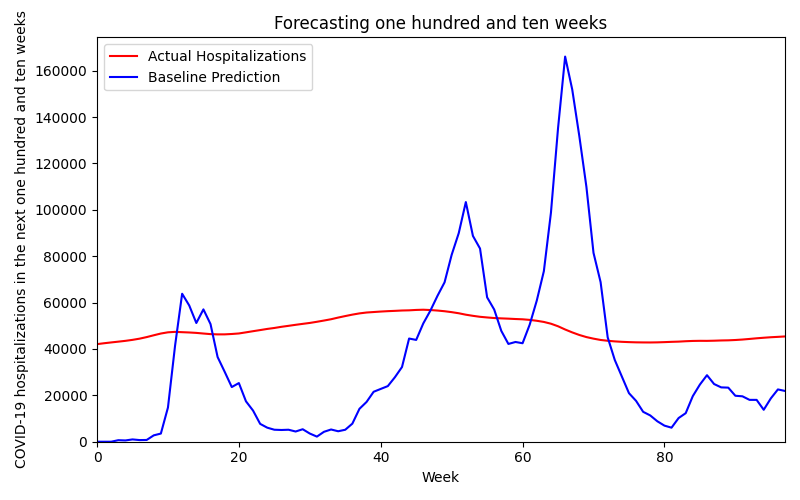 Forecasting one hundred and ten weeks
Actual Hospitalizations
Baseline Prediction
COVID-19 hospitalizations in the next one hundred and ten weeks
160000
140000
120000
100000
80000
60000
40000
20000
0
0 20 40 60 80
Week